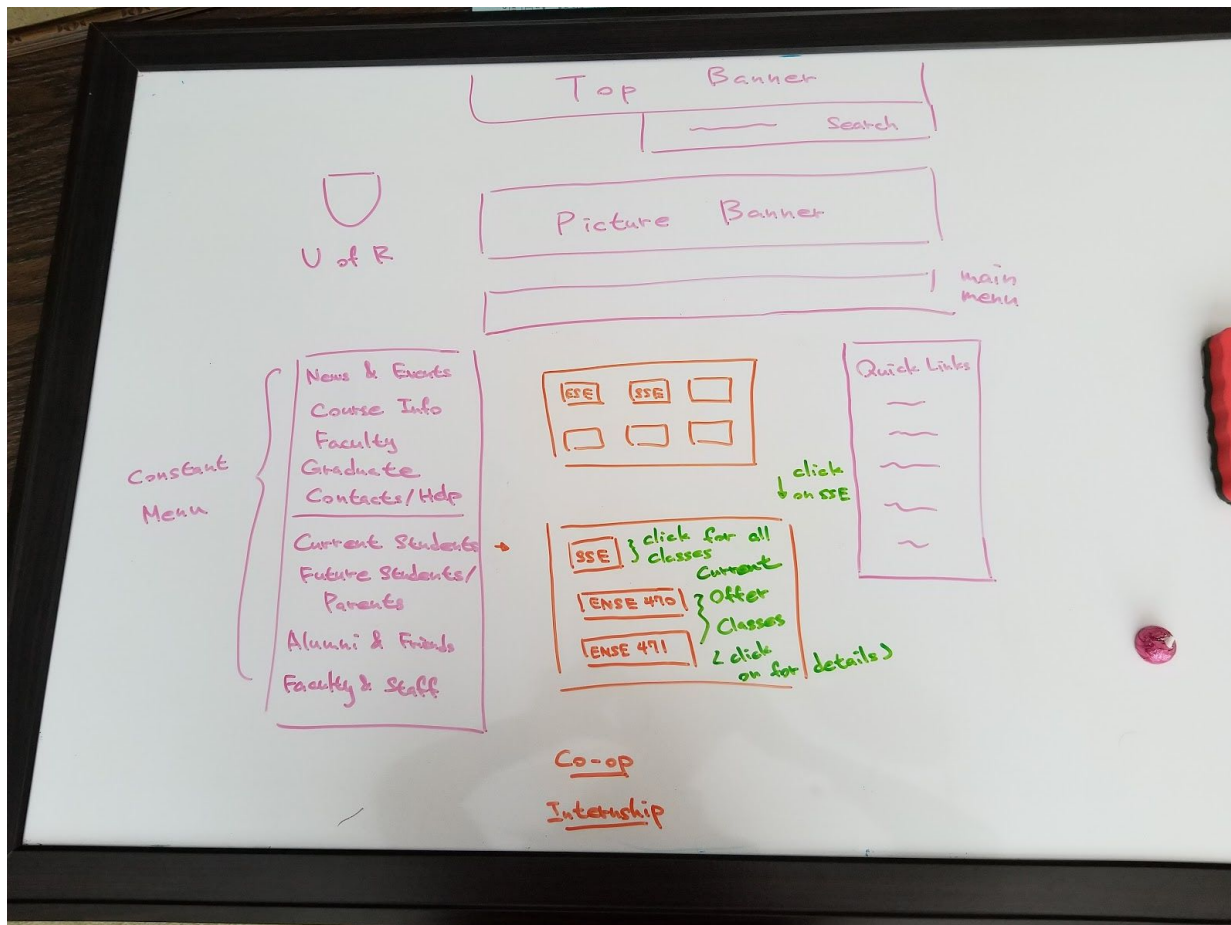 Top Banner
Search
Picture Banner
U of R
main
menu
Constant
Menu
News & Events
Course Info
Faculty
Graduate
Contacts/Help
Current Students
Future Students/
Parents
Alumni & Friends
Faculty & Staff
ESE SSE
click
on SSE
SSE
click for all
classes
ENSE 470
ENSE 471
Current
Offer
Classes
(click
on for details)
Quick Links
Co-op
Internship